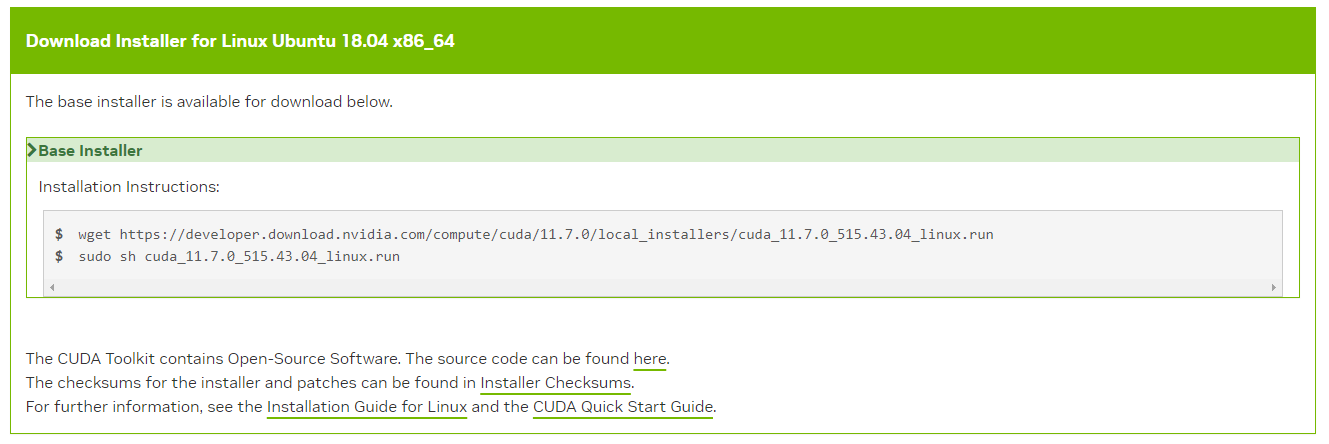 Download Installer for Linux Ubuntu 18.04 x86_64
The base installer is available for download below.
Base Installer
Installation Instructions:
$ wget https://developer.download.nvidia.com/compute/cuda/11.7.0/local_installers/cuda_11.7.0_515.43.04_linux.run
$ sudo sh cuda_11.7.0_515.43.04_linux.run
The CUDA Toolkit contains Open-Source Software. The source code can be found here.
The checksums for the installer and patches can be found in Installer Checksums.
For further information, see the Installation Guide for Linux and the CUDA Quick Start Guide.